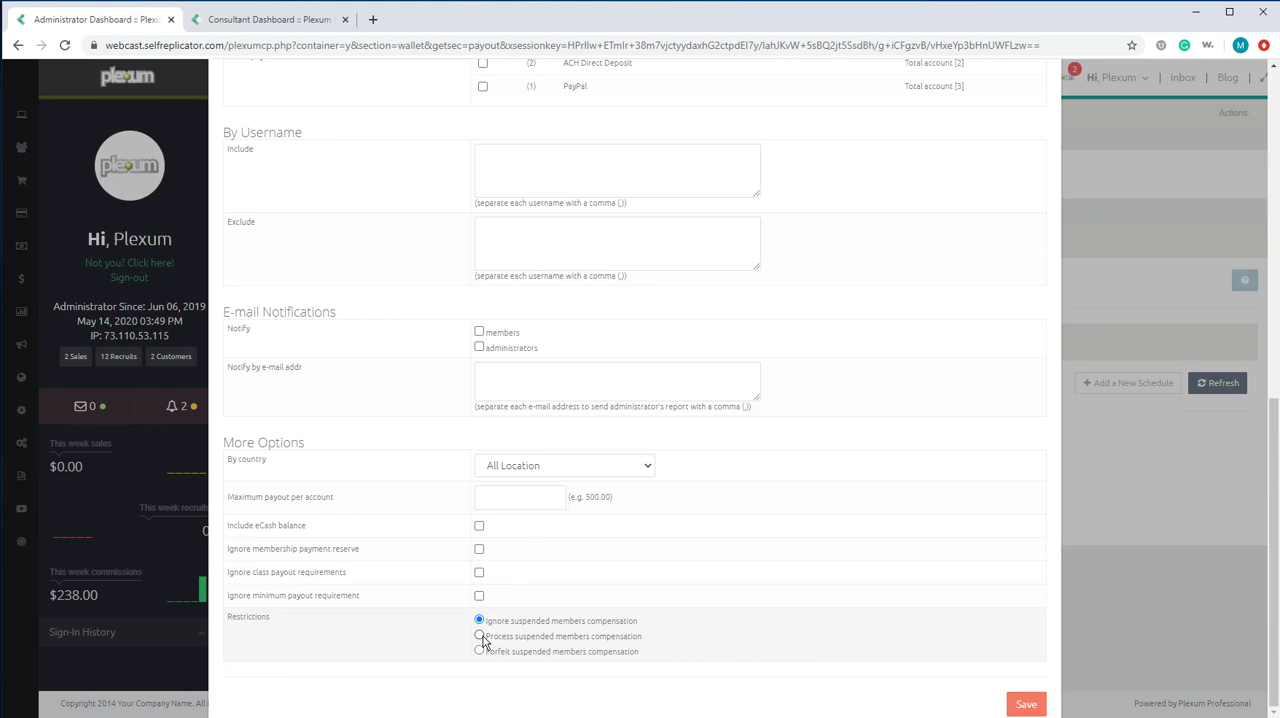 Administrator Dashboard :: Plexu
Consultant Dashboard :: Plexum
webcast.selfreplicator.com/plexumcp.php?container=y&section=wallet&getsec=payout&xsessionkey=
M
plexum
2
Hi, Plexum
Inbox
Blog
Actions
(2) ACH Direct Deposit Total account [2]
(1) PayPal Total account [3]
plexum
Hi, Plexum
Not you? Click here!
Sign-out
Administrator Since: Jun 06, 2019
May 14, 2020 03:49 PM
IP: 73.110.53.115
2 Sales
12 Recruits
2 Customers
0
2
This week sales
$0.00
This week recruit
This week commissions
$238.00
Sign-In History
Copyright 2014 Your Company Name. All
By Username
Include
(separate each username with a comma (,))
Exclude
(separate each username with a comma (,))
E-mail Notifications
Notify
members
administrators
Notify by e-mail addr
(separate each e-mail address to send administrator's report with a comma (,))
More Options
By country
All Location
Maximum payout per account
(e.g. 500.00)
Include eCash balance
Ignore membership payment reserve
Ignore class payout requirements
Ignore minimum payout requirement
Restrictions
Ignore suspended members compensation
Process suspended members compensation
Forfeit suspended members compensation
Save
+ Add a New Schedule
Refresh
Powered by Plexum Professional